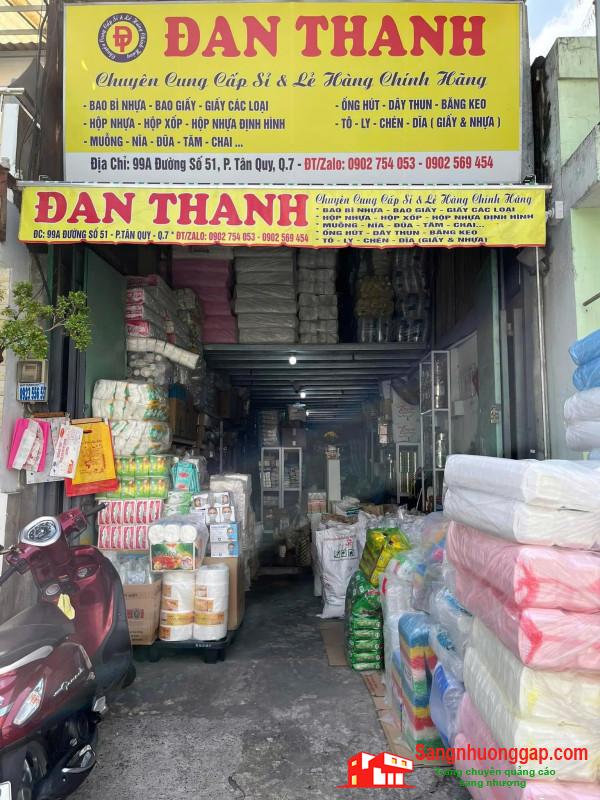 ĐAN THANH
Chuyên Cung Cấp Sỉ & Lẻ Hàng Chính Hãng
- BAO BÌ NHỰA - BAO GIẤY - GIẤY CÁC LOẠI
- HỘP NHỰA - HỘP XỐP - HỘP NHỰA ĐỊNH HÌNH
- MUỖNG - NĨA - ĐŨA - TĂM - CHAI ...
- ỐNG HÚT - DÂY THUN - BĂNG KEO
- TÔ - LY - CHÉN - DĨA ( GIẤY & NHỰA )
Địa Chỉ: 99A Đường Số 51, P. Tân Quy, Q.7 - ĐT/Zalo: 0902 754 053 - 0902 569 454
ĐAN THANH
ĐC: 99A ĐƯỜNG SỐ 51 - P.TÂN QUY - Q.7 * ĐT/ZALO: 0902 754 053 - 0902 569 454
Chuyên Cung Cấp Sỉ & Lẻ Hàng Chính Hãng
- BAO BÌ NHỰA - BAO GIẤY - GIẤY CÁC LOẠI
- HỘP NHỰA - HỘP XỐP - HỘP NHỰA ĐỊNH HÌNH
- MUỖNG - NĨA - ĐŨA - TĂM - CHAI...
- ỐNG HÚT - DÂY THUN - BĂNG KEO
- TÔ - LY - CHÉN - DĨA (GIẤY & NHỰA)
Sangnhuonggap.com
Trang chuyên quảng cáo
sang nhượng